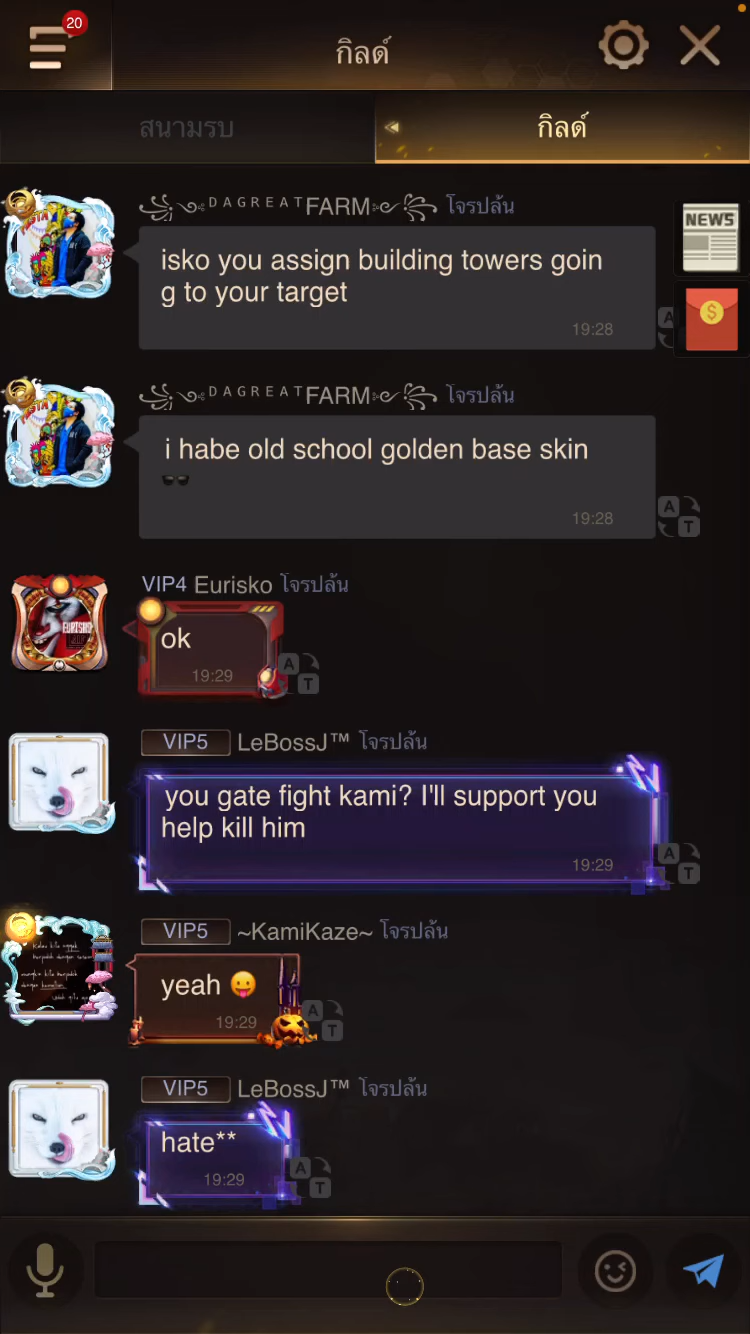 20
กิลด์
สนามรบ
กิลด์
ᴰᴬᴳᴿᴱᴬᵀFARM โจรปล้น
NEWS
isko you assign building towers goin
g to your target
19:28
A
ᴰᴬᴳᴿᴱᴬᵀFARM โจรปล้น
i habe old school golden base skin
🕶️
19:28
A
T
VIP4 Eurisko โจรปล้น
ok
19:29
A
T
VIP5 LeBossJ™ โจรปล้น
you gate fight kami? I'll support you
help kill him
19:29
A
T
VIP5 ~KamiKaze~ โจรปล้น
yeah 😛
19:29
A
T
VIP5 LeBossJ™ โจรปล้น
hate**
19:29
A
T